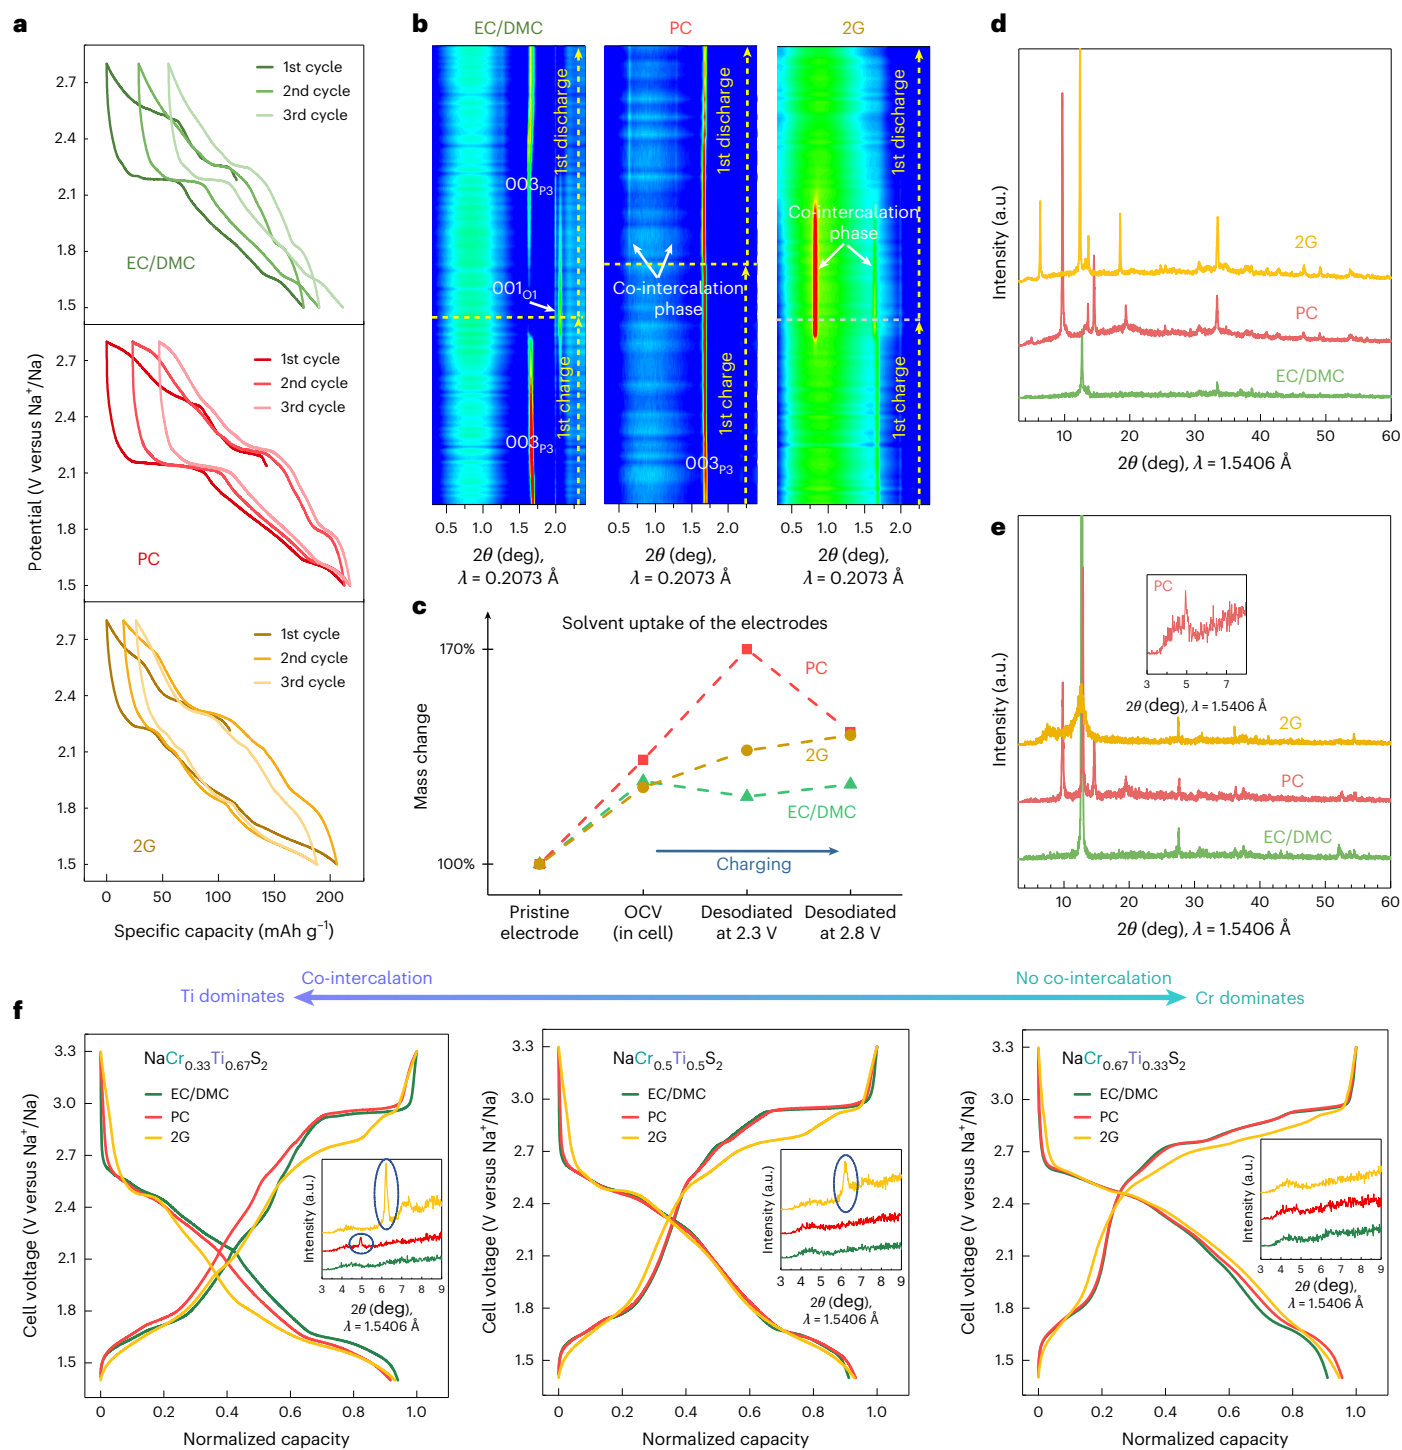 a
2.7
2.4
2.1
1.8
1.5
1st cycle
2nd cycle
3rd cycle
EC/DMC
2.7
2.4
2.1
1.8
1.5
1st cycle
2nd cycle
3rd cycle
PC
2.7
2.4
2.1
1.8
1.5
1st cycle
2nd cycle
3rd cycle
2G
Potential (V versus Na⁺/Na)
0 50 100 150 200
Specific capacity (mAh g⁻¹)
b
EC/DMC PC 2G
1st discharge
1st charge
003P3
001O1
003P3
0.5 1.0 1.5 2.0
2θ (deg),
λ = 0.2073 Å
1st discharge
1st charge
Co-intercalation
phase
003P3
0.5 1.0 1.5 2.0
2θ (deg),
λ = 0.2073 Å
1st discharge
1st charge
Co-intercalation
phase
0.5 1.0 1.5 2.0
2θ (deg),
λ = 0.2073 Å
c
Solvent uptake of the electrodes
170%
100%
Mass change
PC
2G
EC/DMC
Charging
Pristine
electrode
OCV
(in cell)
Desodiated
at 2.3 V
Desodiated
at 2.8 V
d
Intensity (a.u.)
2G
PC
EC/DMC
10 20 30 40 50 60
2θ (deg), λ = 1.5406 Å
e
Intensity (a.u.)
PC
3 5 7
2θ (deg), λ = 1.5406 Å
2G
PC
EC/DMC
10 20 30 40 50 60
2θ (deg), λ = 1.5406 Å
Co-intercalation
No co-intercalation
Ti dominates
Cr dominates
f
3.3
3.0
2.7
2.4
2.1
1.8
1.5
Cell voltage (V versus Na⁺/Na)
NaCr0.33Ti0.67S2
EC/DMC
PC
2G
Intensity (a.u.)
3 4 5 6 7 8 9
2θ (deg),
λ = 1.5406 Å
0 0.2 0.4 0.6 0.8 1.0
Normalized capacity
3.3
3.0
2.7
2.4
2.1
1.8
1.5
Cell voltage (V versus Na⁺/Na)
NaCr0.5Ti0.5S2
EC/DMC
PC
2G
Intensity (a.u.)
3 4 5 6 7 8 9
2θ (deg),
λ = 1.5406 Å
0 0.2 0.4 0.6 0.8 1.0
Normalized capacity
3.3
3.0
2.7
2.4
2.1
1.8
1.5
Cell voltage (V versus Na⁺/Na)
NaCr0.67Ti0.33S2
EC/DMC
PC
2G
Intensity (a.u.)
3 4 5 6 7 8 9
2θ (deg),
λ = 1.5406 Å
0 0.2 0.4 0.6 0.8 1.0
Normalized capacity